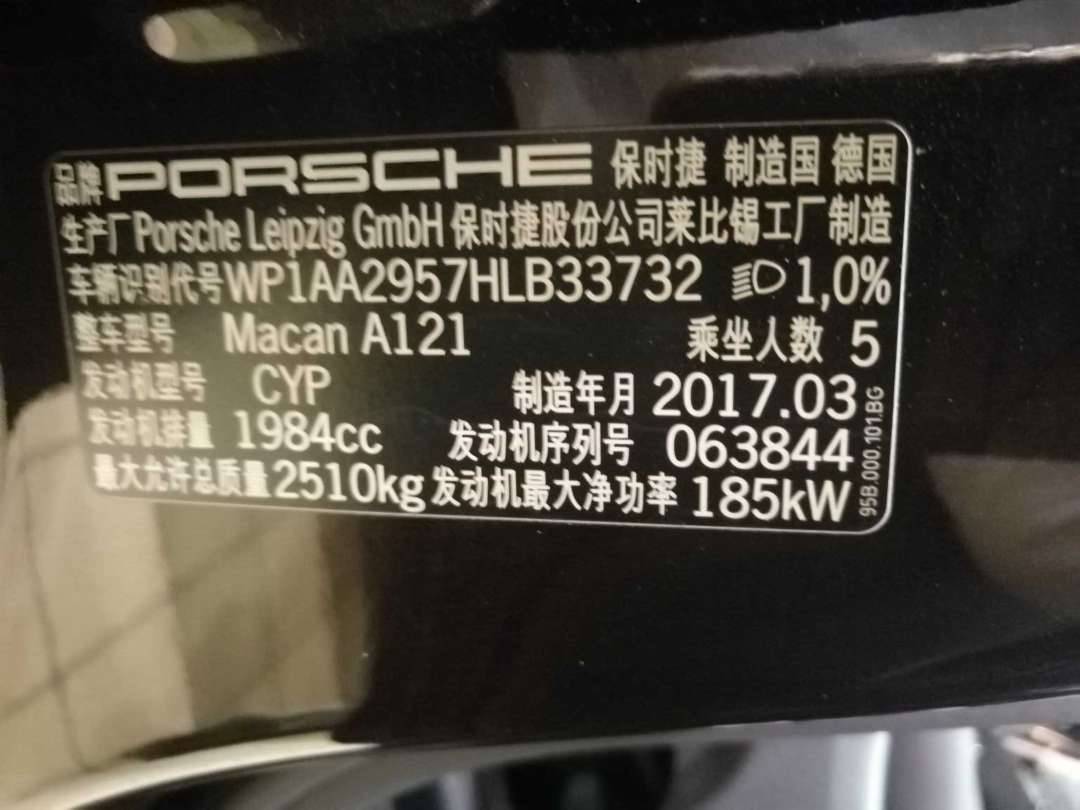 品牌 PORSCHE 保时捷 制造国 德国
生产厂 Porsche Leipzig GmbH 保时捷股份公司莱比锡工厂制造
车辆识别代号 WP1AA2957HLB33732 1,0%
整车型号 Macan A121 乘坐人数 5
发动机型号 CYP 制造年月 2017.03
发动机排量 1984cc 发动机序列号 063844
最大允许总质量 2510kg 发动机最大净功率 185kW
95B.000.101.BG